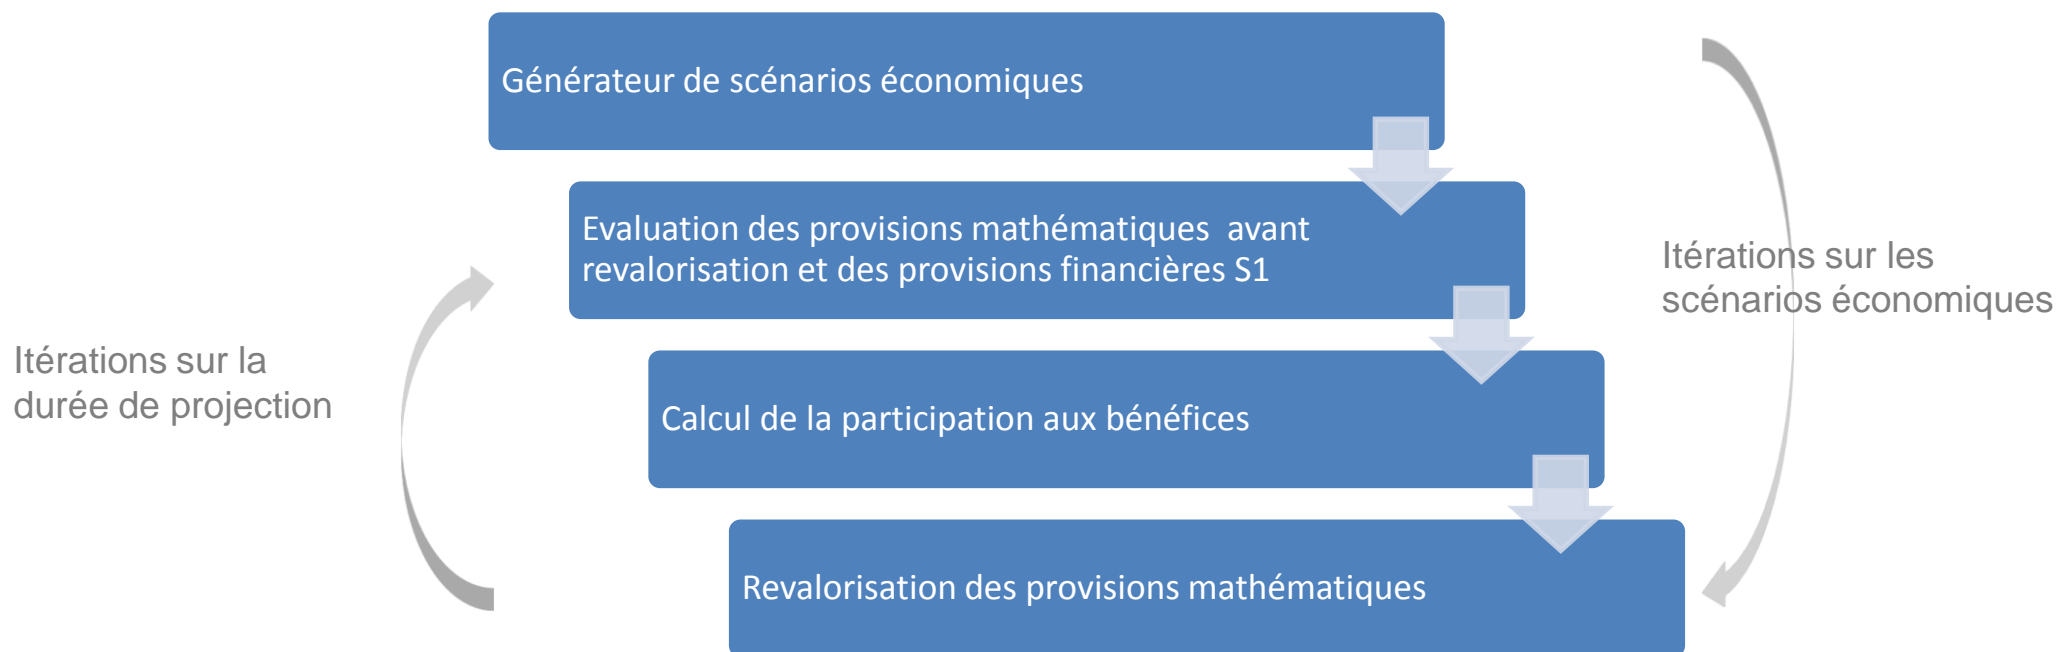 Générateur de scénarios économiques
Evaluation des provisions mathématiques  avant
revalorisation et des provisions financières S1
Itérations sur les
scénarios économiques
Itérations sur la
durée de projection
Calcul de la participation aux bénéfices
Revalorisation des provisions mathématiques